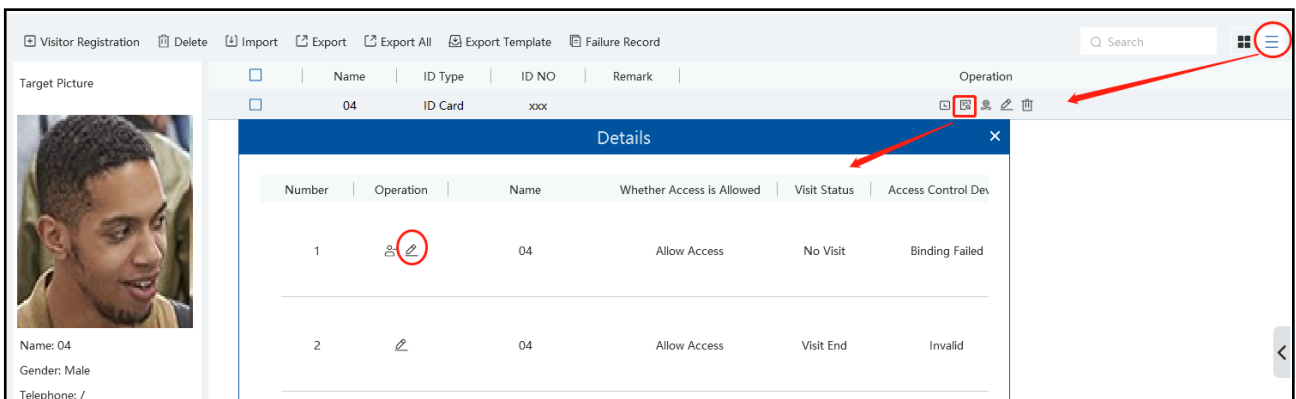 Visitor Registration Delete Import Export Export All Export Template Failure Record Search
Target Picture
Name ID Type ID NO Remark Operation
04 ID Card xxx
Details
Number Operation Name Whether Access is Allowed Visit Status Access Control Dev
1 04 Allow Access No Visit Binding Failed
2 04 Allow Access Visit End Invalid
Name: 04
Gender: Male
Telephone: /